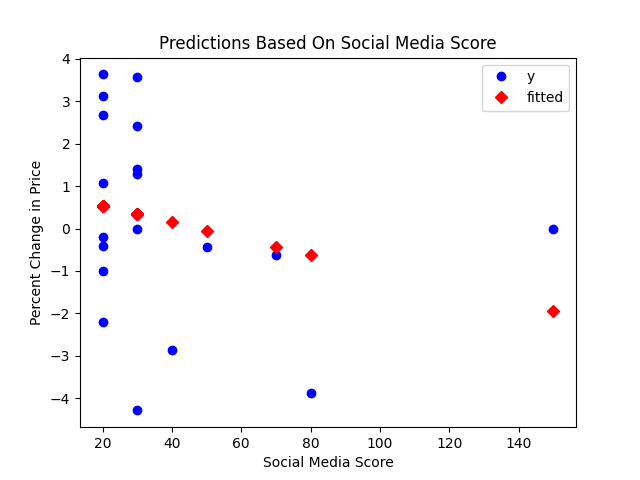 Predictions Based On Social Media Score
y
fitted
Percent Change in Price
4
3
2
1
0
−1
−2
−3
−4
20 40 60 80 100 120 140
Social Media Score